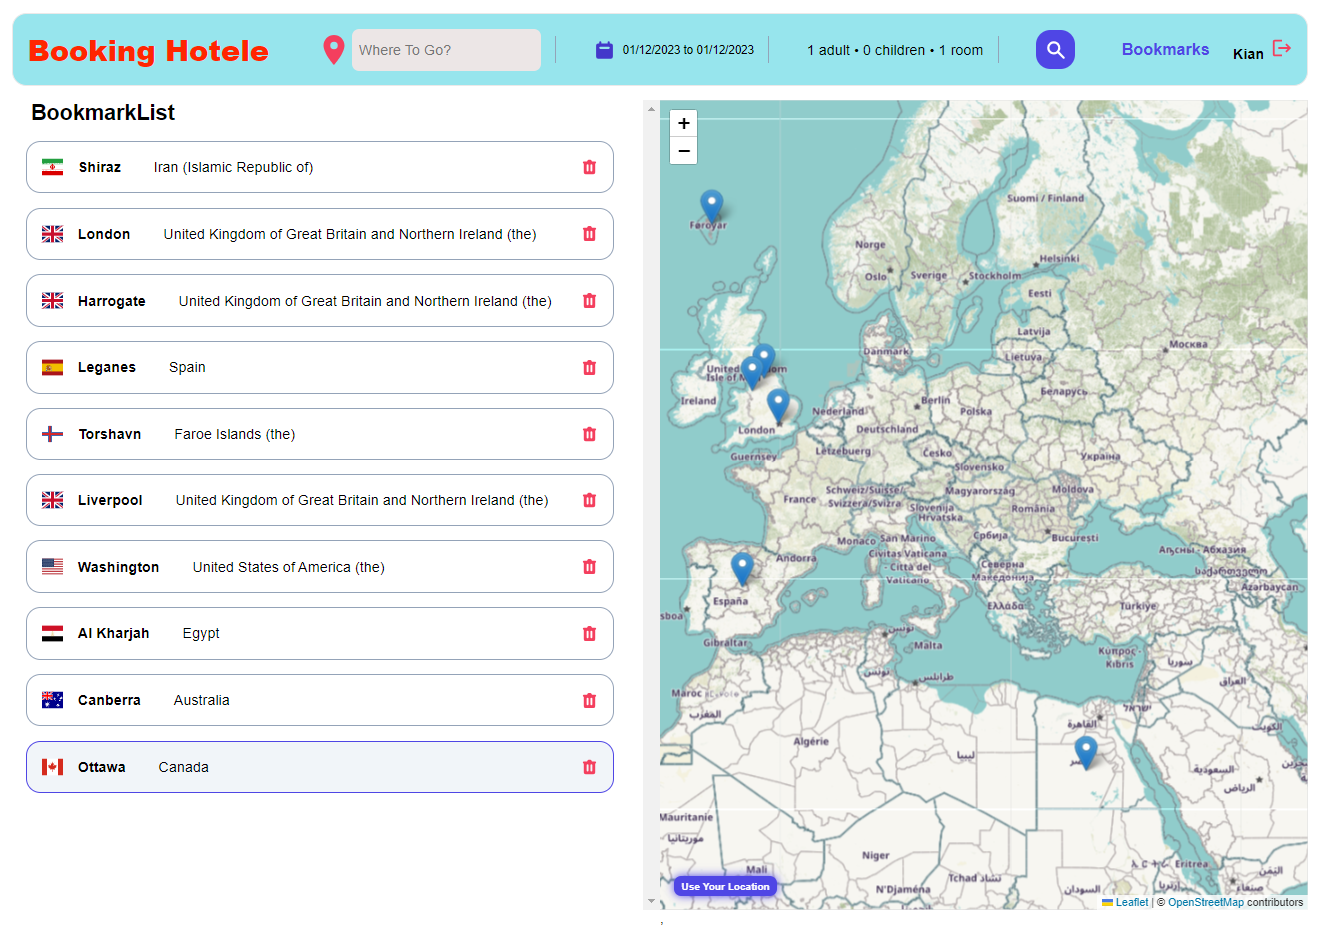 Booking Hotele
Where To Go?
01/12/2023 to 01/12/2023
1 adult • 0 children • 1 room
Bookmarks
Kian
BookmarkList
Shiraz Iran (Islamic Republic of)
London United Kingdom of Great Britain and Northern Ireland (the)
Harrogate United Kingdom of Great Britain and Northern Ireland (the)
Leganes Spain
Torshavn Faroe Islands (the)
Liverpool United Kingdom of Great Britain and Northern Ireland (the)
Washington United States of America (the)
Al Kharjah Egypt
Canberra Australia
Ottawa Canada
+
−
Suomi / Finland
Føroyar
Norge
Helsinki
Oslo
Sverige
Stockholm
Eesti
Latvija
Москва
Danmark
Lietuva
Isle of
Беларусь
Ireland
Berlin
Nederland
Polska
London
Deutschland
Guernsey
Lëtzebuerg
Česko
Україна
Slovensko
Schweiz/Suisse/
Svizzera/Svizra
Magyarország
Moldova
France
Slovenija
România
Hrvatska
Monaco
San Marino
Србија
București
Andorra
Civitas Vaticana
- Città del
Vaticano
Северна
Македонија
Аҧсны - Абхазия
საქართველო
Azərbaycan
España
Ελλάδα
Türkiye
sboa
تونس
Gibraltar
Malta
Κύπρος -
Kıbrıs
تونس
طرابلس
سوريا
العراق
Maroc
المغرب
ישראל
القاهرة
الكويت
Algérie
ليبيا
السعودية
الرياض
Mauritanie
موريتانيا
Niger
Mali
Tchad تشاد
N'Djaména
السودان
Eritrea
إرتريا
اليمن
صنعاء
Use Your Location
Leaflet | © OpenStreetMap contributors
,